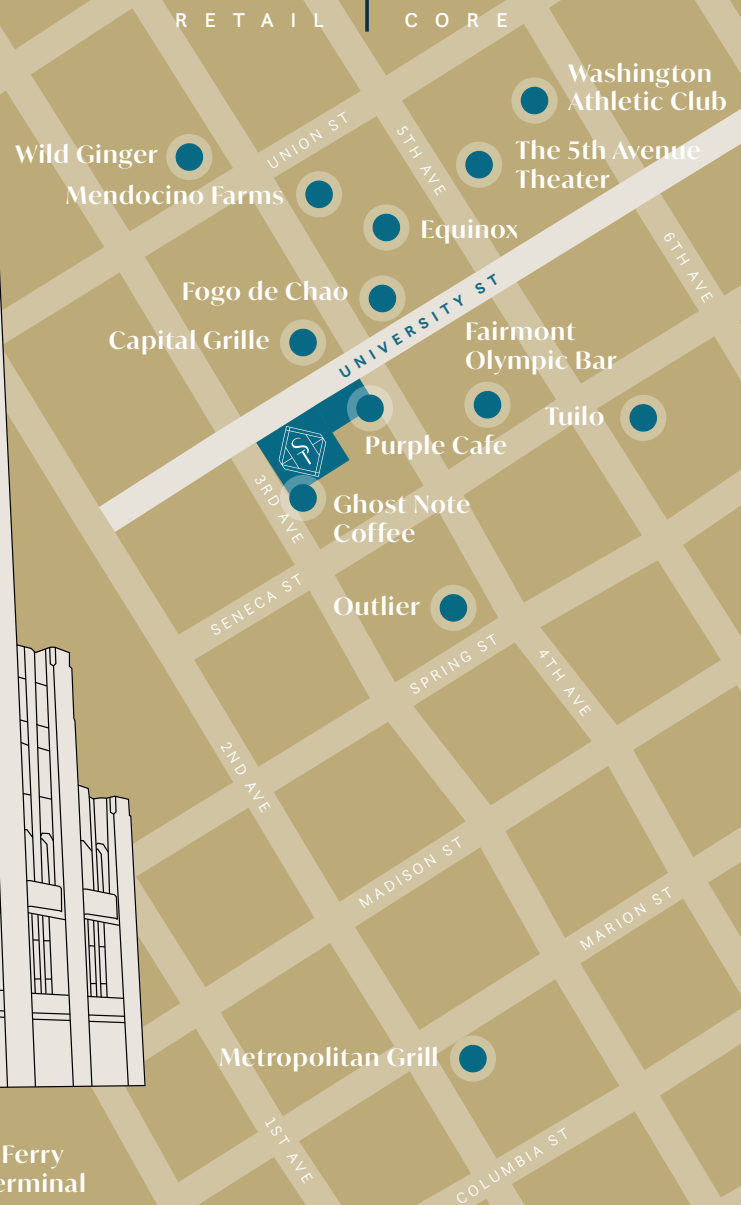 RETAIL | CORE
Washington
Athletic Club
UNION ST
5TH AVE
Wild Ginger
The 5th Avenue
Theater
Mendocino Farms
Equinox
6TH AVE
Fogo de Chao
UNIVERSITY ST
Capital Grille
Fairmont
Olympic Bar
Tuilo
Purple Cafe
ST
3RD AVE
Ghost Note
Coffee
SENECA ST
Outlier
SPRING ST
4TH AVE
2ND AVE
MADISON ST
MARION ST
Metropolitan Grill
1ST AVE
COLUMBIA ST
Ferry
erminal